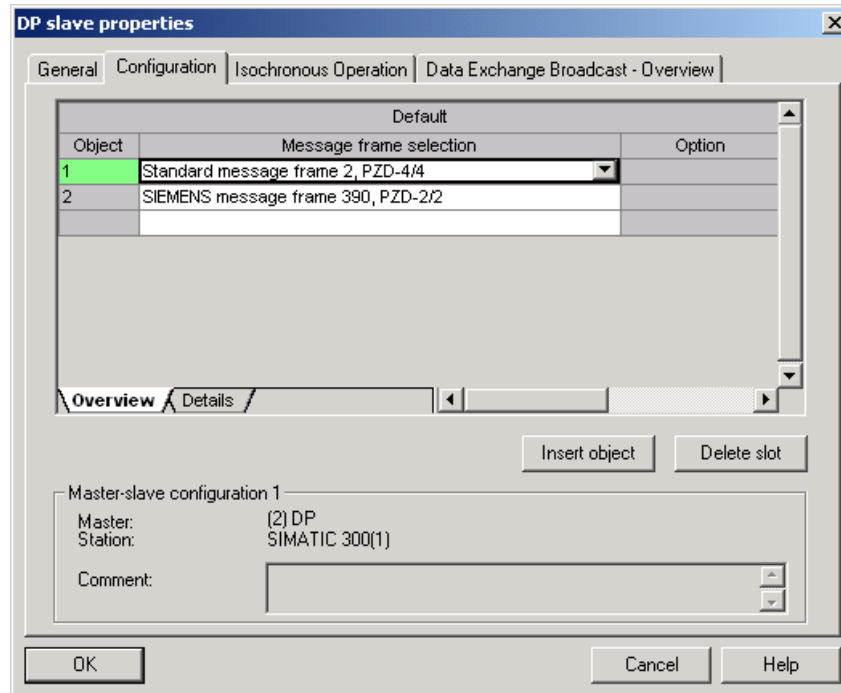 DP slave properties
General Configuration Isochronous Operation Data Exchange Broadcast - Overview
Default
Object Message frame selection Option
1 Standard message frame 2, PZD-4/4
2 SIEMENS message frame 390, PZD-2/2
Overview Details
Insert object Delete slot
Master-slave configuration 1
Master: (2) DP
Station: SIMATIC 300(1)
Comment:
OK Cancel Help